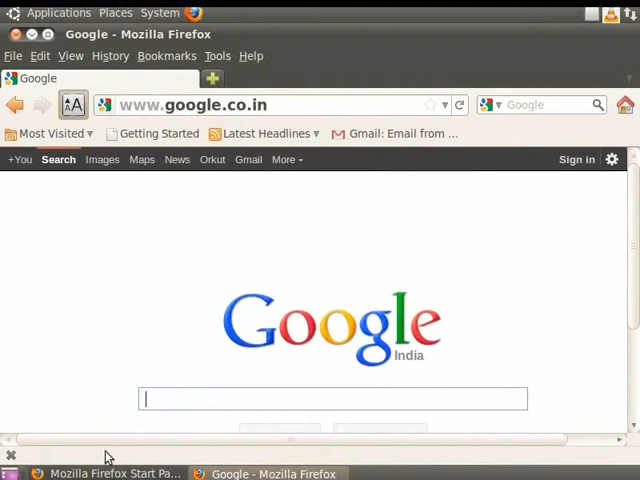 Applications Places System
Google - Mozilla Firefox
File Edit View History Bookmarks Tools Help
Google
www.google.co.in Google
Most Visited Getting Started Latest Headlines Gmail: Email from ...
+You Search Images Maps News Orkut Gmail More Sign in
Google
India
Mozilla Firefox Start Pa... Google - Mozilla Firefox